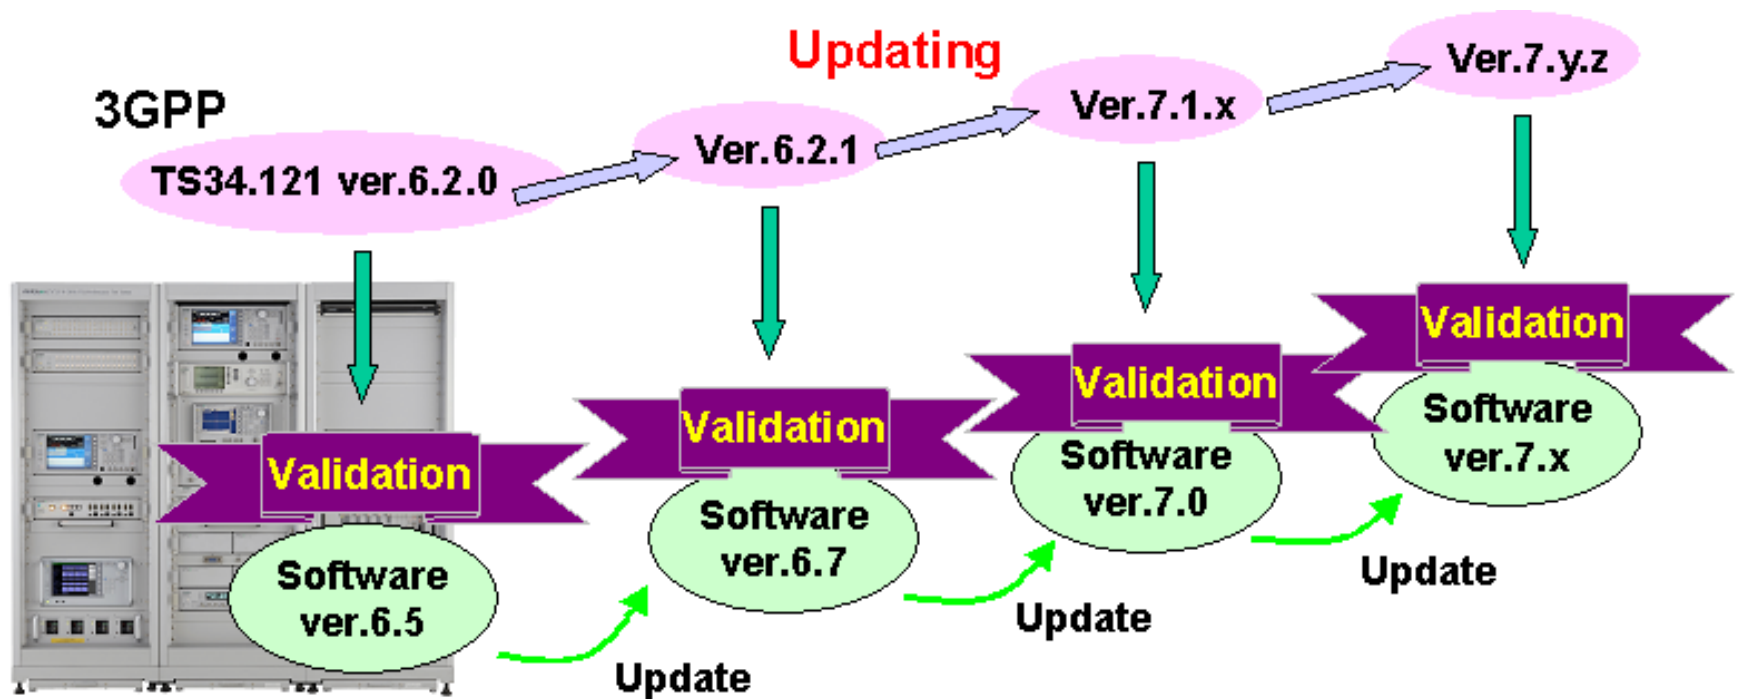 Updating
3GPP
TS34.121 ver.6.2.0
Ver.6.2.1
Ver.7.1.x
Ver.7.y.z
Validation
Software
ver.6.5
Update
Validation
Software
ver.6.7
Update
Validation
Software
ver.7.0
Update
Validation
Software
ver.7.x